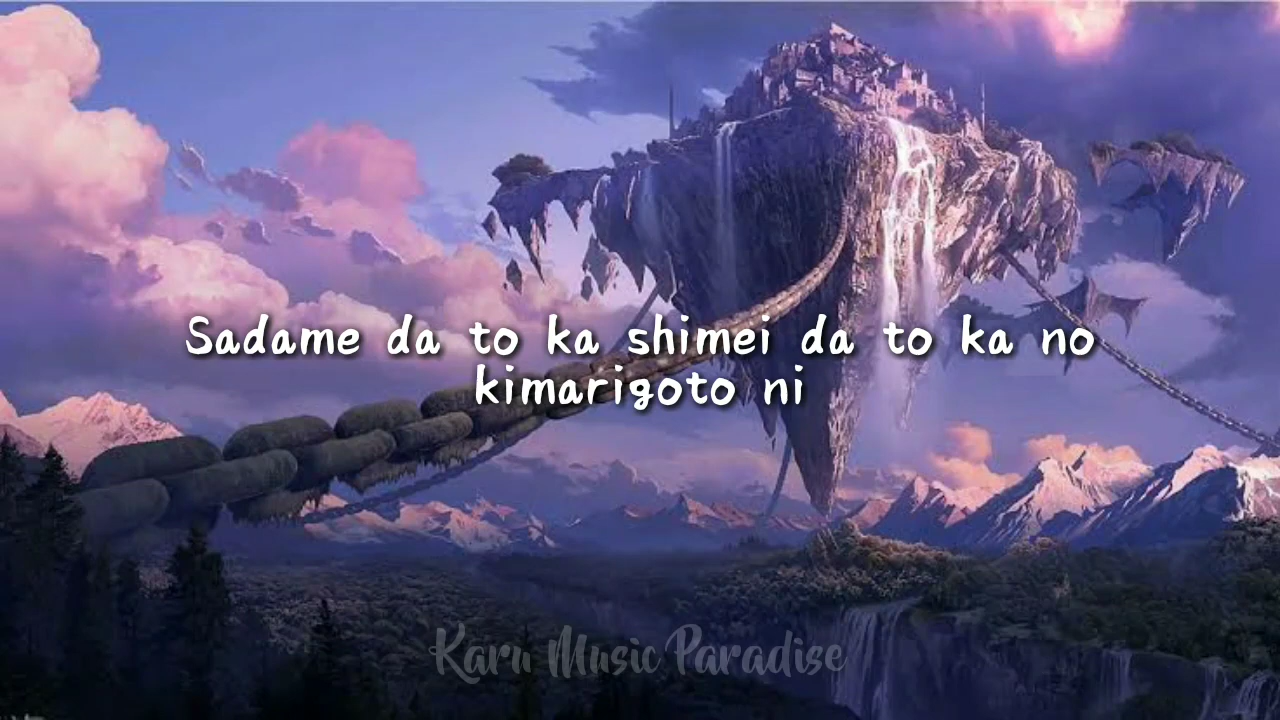 Sadame da to ka shimei da to ka no
kimarigoto ni
Karu Music Paradise